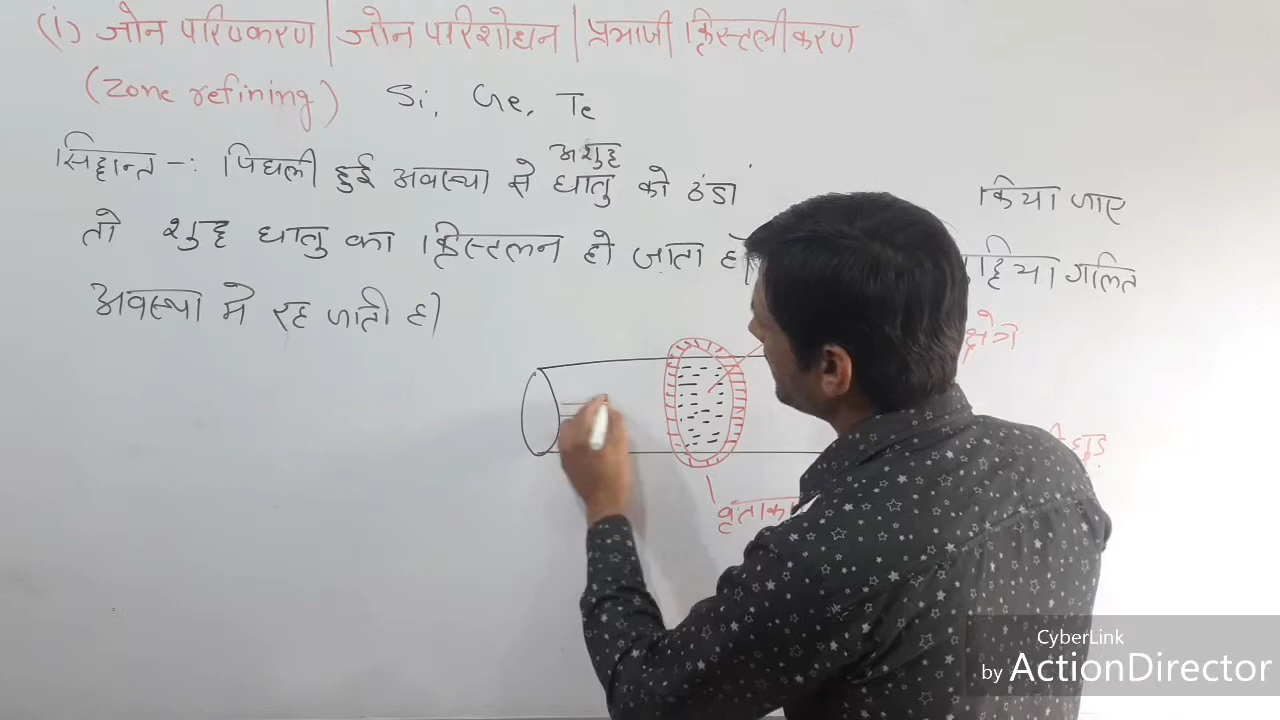 (i) जोन परिष्करण | जोन परिशोधन | प्रभाजी क्रिस्टलीकरण
(Zone refining) Si, Ge, Te
सिद्दान्त -: पिघली हुई अवस्था से अशुद्द धातु को ठंडा किया जाए
तो शुद्द धातु का क्रिस्टलन हो जाता है गलित
अवस्था मे रह जाती है।
क्षेत्र
वृताका
CyberLink
by ActionDirector